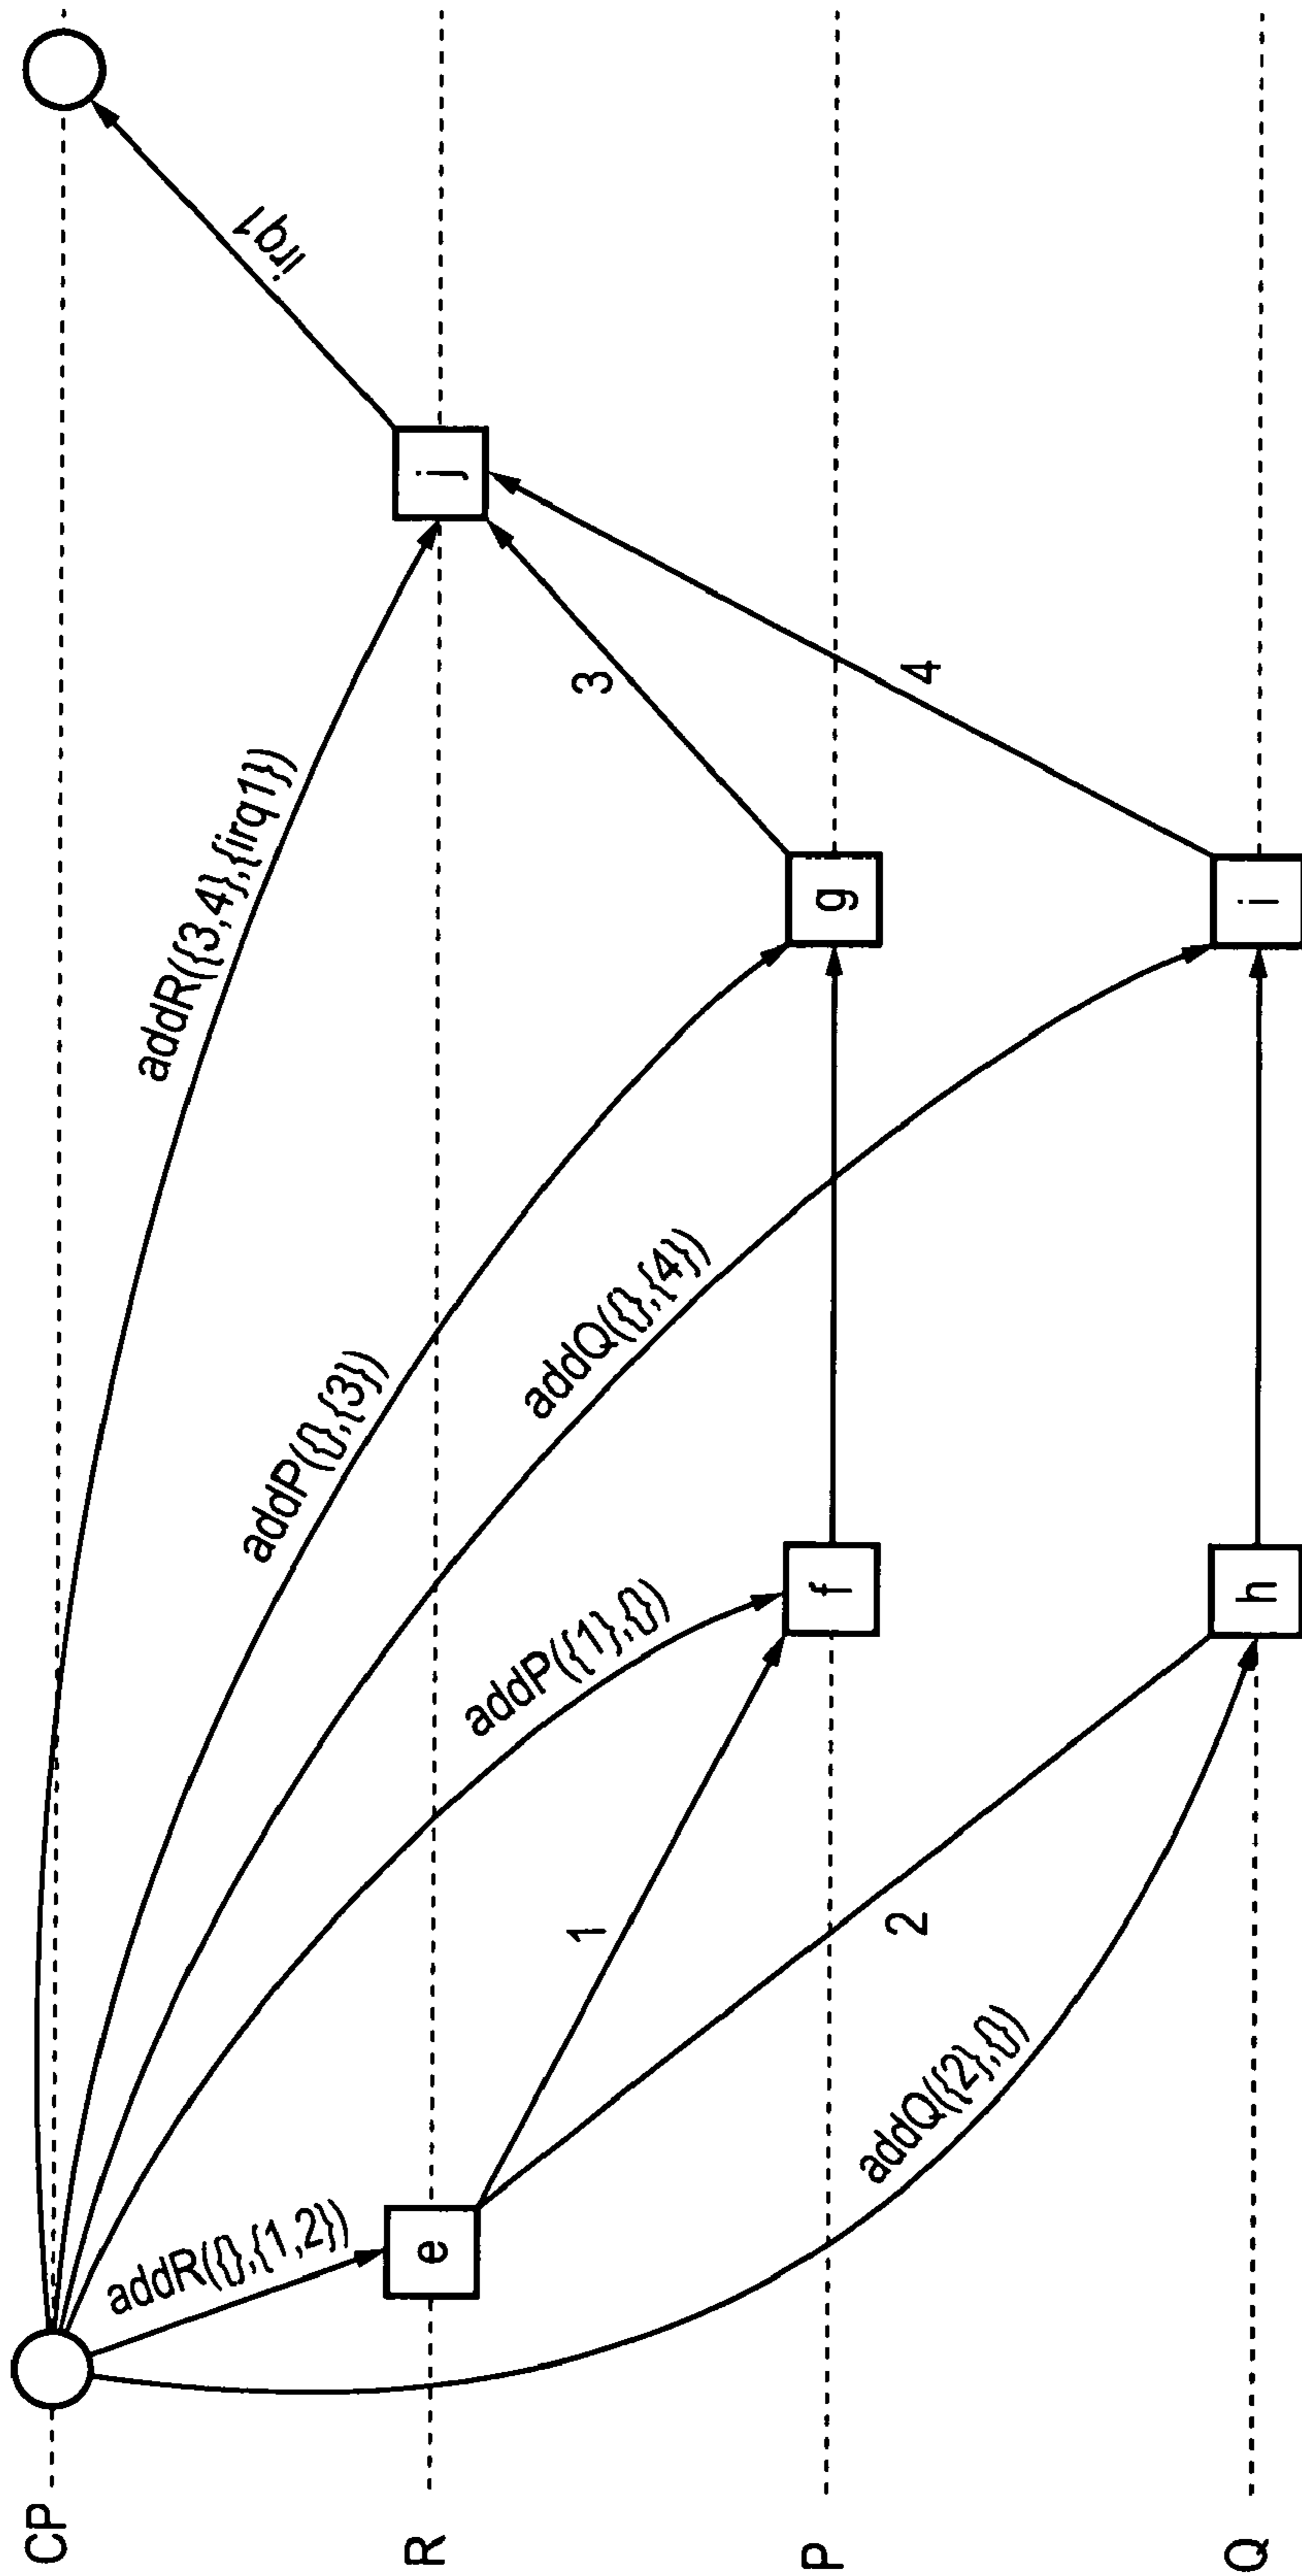 CP
irq1
addR({3,4},{irq1})
addP({},{3})
addR({},{1,2})
R
e
j
addQ({},{4})
addP({1},{})
3
1
4
P
f
g
2
addQ({2},{})
Q
h
i